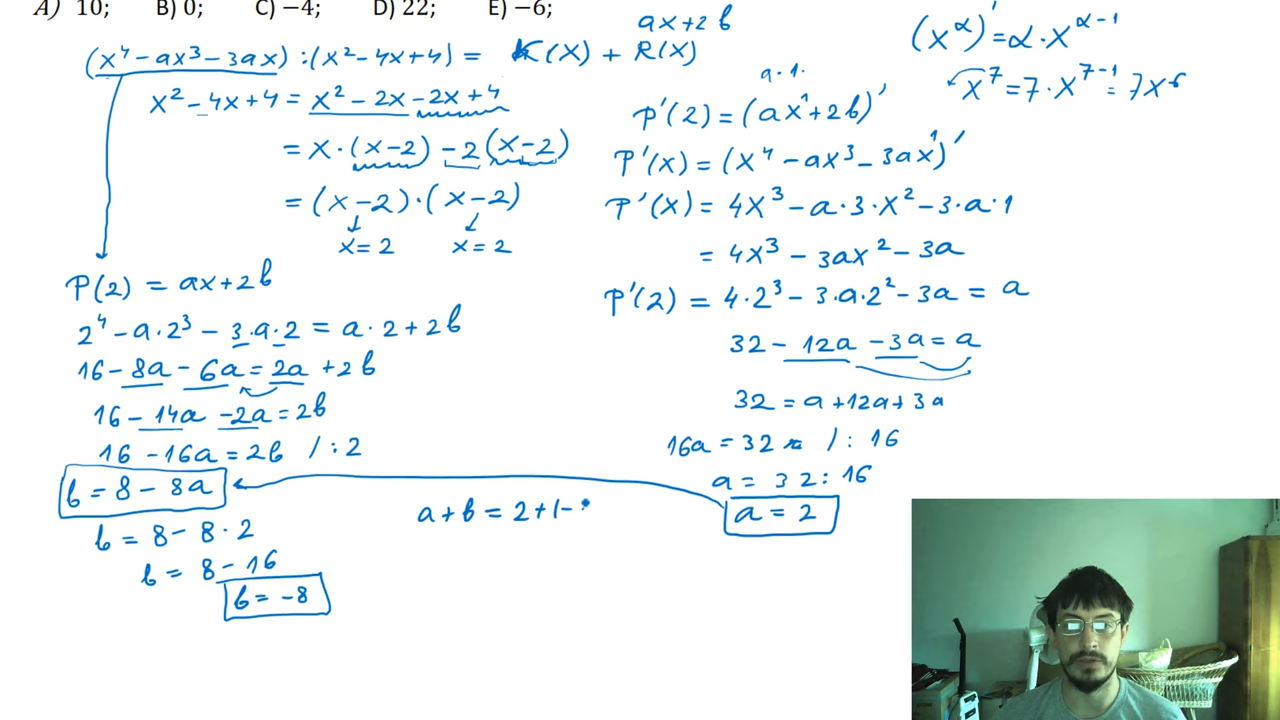 A) 10; B) 0; C) −4; D) 22; E) −6;
(x⁴ − ax³ − 3ax) : (x² − 4x + 4) = K(X) + R(X)
ax + 2b
x² − 4x + 4 = x² − 2x − 2x + 4
= x · (x − 2) − 2 (x − 2)
= (x − 2) · (x − 2)
x = 2 x = 2
P(2) = ax + 2b
2⁴ − a · 2³ − 3 · a · 2 = a · 2 + 2b
16 − 8a − 6a = 2a + 2b
16 − 14a − 2a = 2b
16 − 16a = 2b / : 2
b = 8 − 8a
b = 8 − 8 · 2
b = 8 − 16
b = −8
a · 1 ·
P'(2) = (ax¹ + 2b)'
P'(x) = (x⁴ − ax³ − 3ax¹)'
P'(x) = 4x³ − a · 3 · x² − 3 · a · 1
= 4x³ − 3ax² − 3a
P'(2) = 4 · 2³ − 3 · a · 2² − 3a = a
32 − 12a − 3a = a
32 = a + 12a + 3a
16a = 32 / : 16
a = 32 : 16
a = 2
a + b = 2 + (−
(x^α)' = α · x^(α−1)
x⁷ = 7 · x^(7−1) = 7x⁶